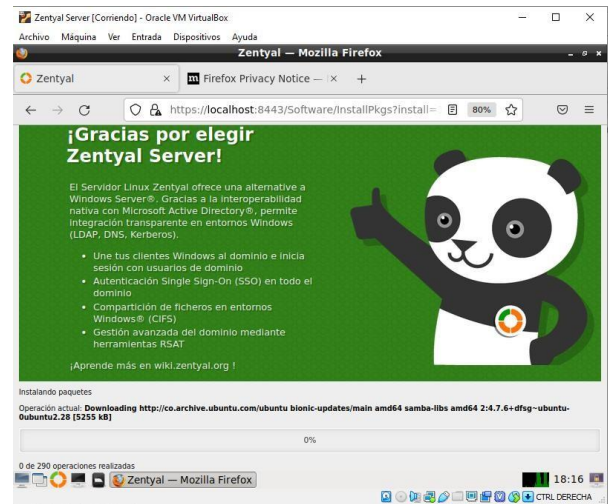 Zentyal Server [Corriendo] - Oracle VM VirtualBox
Archivo Máquina Ver Entrada Dispositivos Ayuda
Zentyal — Mozilla Firefox
Zentyal
Firefox Privacy Notice —
https://localhost:8443/Software/InstallPkgs?install=
80%
¡Gracias por elegir
Zentyal Server!
El Servidor Linux Zentyal ofrece una alternative a
Windows Server®. Gracias a la interoperabilidad
nativa con Microsoft Active Directory®, permite
integración transparente en entornos Windows
(LDAP, DNS, Kerberos).
• Une tus clientes Windows al dominio e inicia
sesión con usuarios de dominio
• Autenticación Single Sign-On (SSO) en todo el
dominio
• Compartición de ficheros en entornos
Windows® (CIFS)
• Gestión avanzada del dominio mediante
herramientas RSAT
¡Aprende más en wiki.zentyal.org !
Instalando paquetes
Operación actual: Downloading http://co.archive.ubuntu.com/ubuntu bionic-updates/main amd64 samba-libs amd64 2:4.7.6+dfsg~ubuntu-
0ubuntu2.28 [5255 kB]
0%
0 de 290 operaciones realizadas
Zentyal — Mozilla Firefox
18:16
CTRL DERECHA